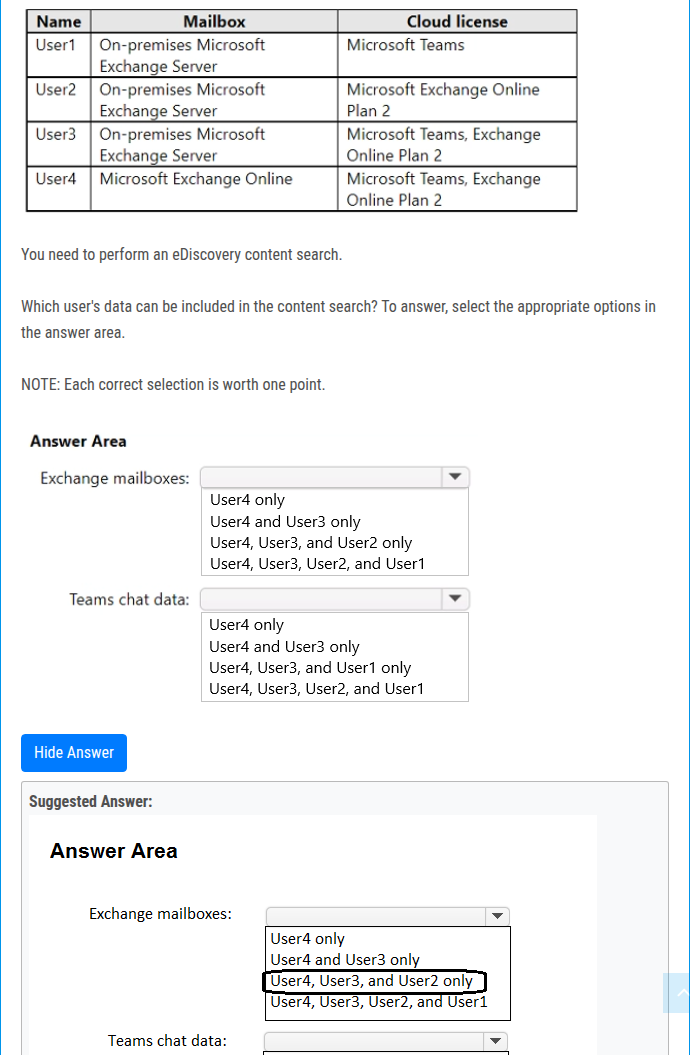 Name Mailbox Cloud license
User1 On-premises Microsoft Exchange Server Microsoft Teams
User2 On-premises Microsoft Exchange Server Microsoft Exchange Online Plan 2
User3 On-premises Microsoft Exchange Server Microsoft Teams, Exchange Online Plan 2
User4 Microsoft Exchange Online Microsoft Teams, Exchange Online Plan 2
You need to perform an eDiscovery content search.
Which user's data can be included in the content search? To answer, select the appropriate options in
the answer area.
NOTE: Each correct selection is worth one point.
Answer Area
Exchange mailboxes:
User4 only
User4 and User3 only
User4, User3, and User2 only
User4, User3, User2, and User1
Teams chat data:
User4 only
User4 and User3 only
User4, User3, and User1 only
User4, User3, User2, and User1
Hide Answer
Suggested Answer:
Answer Area
Exchange mailboxes:
User4 only
User4 and User3 only
User4, User3, and User2 only
User4, User3, User2, and User1
Teams chat data: